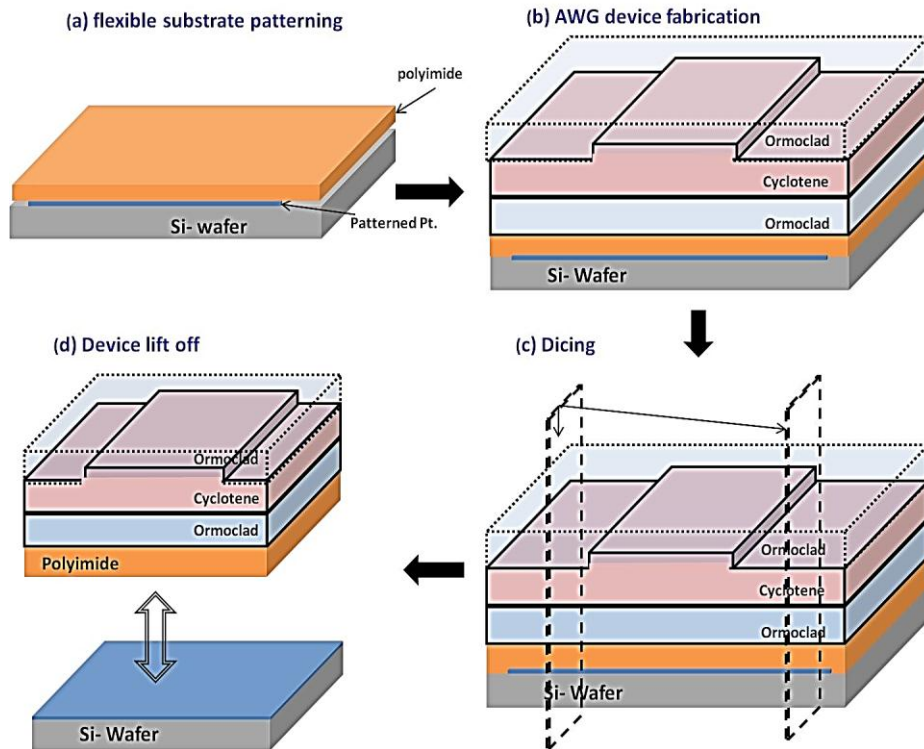 (a) flexible substrate patterning
polyimide
Patterned Pt.
Si- wafer
(b) AWG device fabrication
Ormoclad
Cyclotene
Ormoclad
Si- Wafer
(c) Dicing
Ormoclad
Cyclotene
Ormoclad
Si- Wafer
(d) Device lift off
Ormoclad
Cyclotene
Ormoclad
Polyimide
Si- Wafer